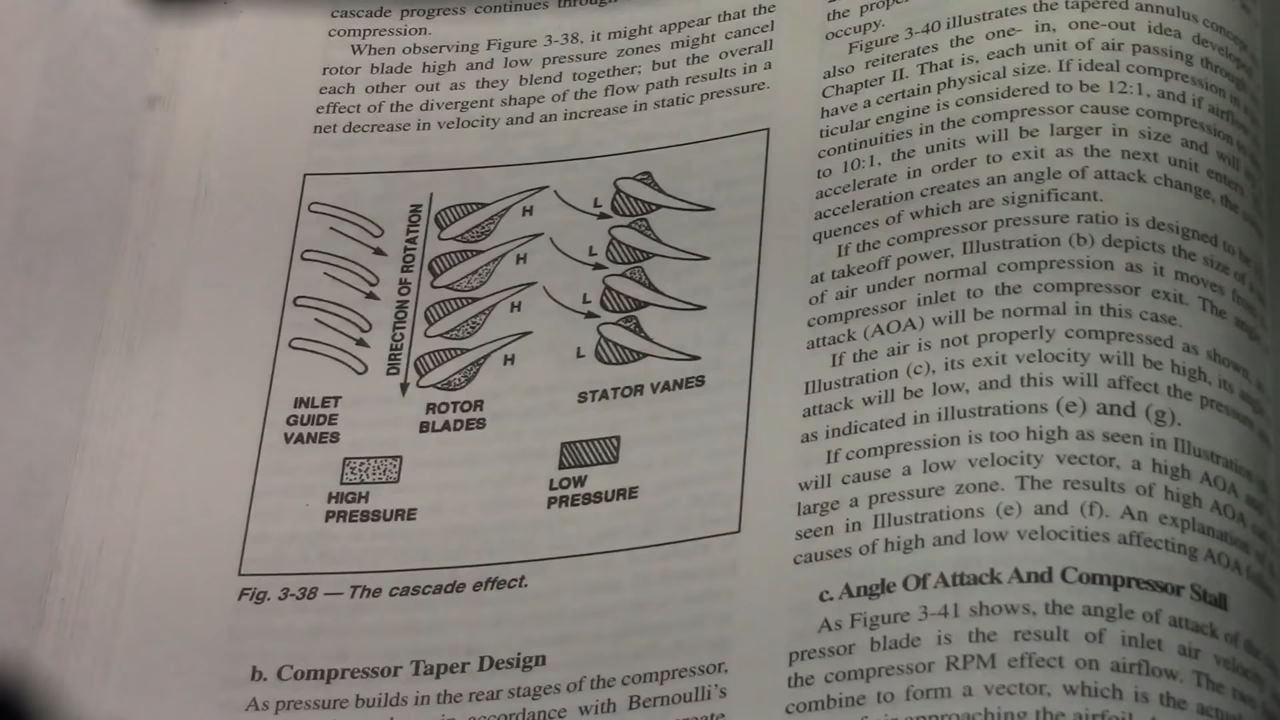 cascade progress continues through
compression.
When observing Figure 3-38, it might appear that the
rotor blade high and low pressure zones might cancel
each other out as they blend together; but the overall
effect of the divergent shape of the flow path results in a
net decrease in velocity and an increase in static pressure.
DIRECTION OF ROTATION
H
H
H
H
L
L
L
L
INLET
GUIDE
VANES
ROTOR
BLADES
STATOR VANES
HIGH
PRESSURE
LOW
PRESSURE
Fig. 3-38 — The cascade effect.
b. Compressor Taper Design
As pressure builds in the rear stages of the compressor,
accordance with Bernoulli's
the
occupy.
Figure 3-40 illustrates the tapered annulus
also reiterates the one- in, one-out idea
Chapter II. That is, each unit of air passing through
have a certain physical size. If ideal compression
ticular engine is considered to be 12:1, and if
continuities in the compressor cause compression
to 10:1, the units will be larger in size and will
accelerate in order to exit as the next unit enters
acceleration creates an angle of attack change, the
quences of which are significant.
If the compressor pressure ratio is designed to
at takeoff power, Illustration (b) depicts the size of
of air under normal compression as it moves
compressor inlet to the compressor exit. The
attack (AOA) will be normal in this case.
If the air is not properly compressed as shown
Illustration (c), its exit velocity will be high, its
attack will be low, and this will affect the
as indicated in illustrations (e) and (g).
If compression is too high as seen in
will cause a low velocity vector, a high AOA
large a pressure zone. The results of high AOA
seen in Illustrations (e) and (f). An explanation
causes of high and low velocities affecting AOA
c. Angle Of Attack And Compressor Stall
As Figure 3-41 shows, the angle of attack of the
pressor blade is the result of inlet air
the compressor RPM effect on airflow. The two
combine to form a vector, which is the
approaching the